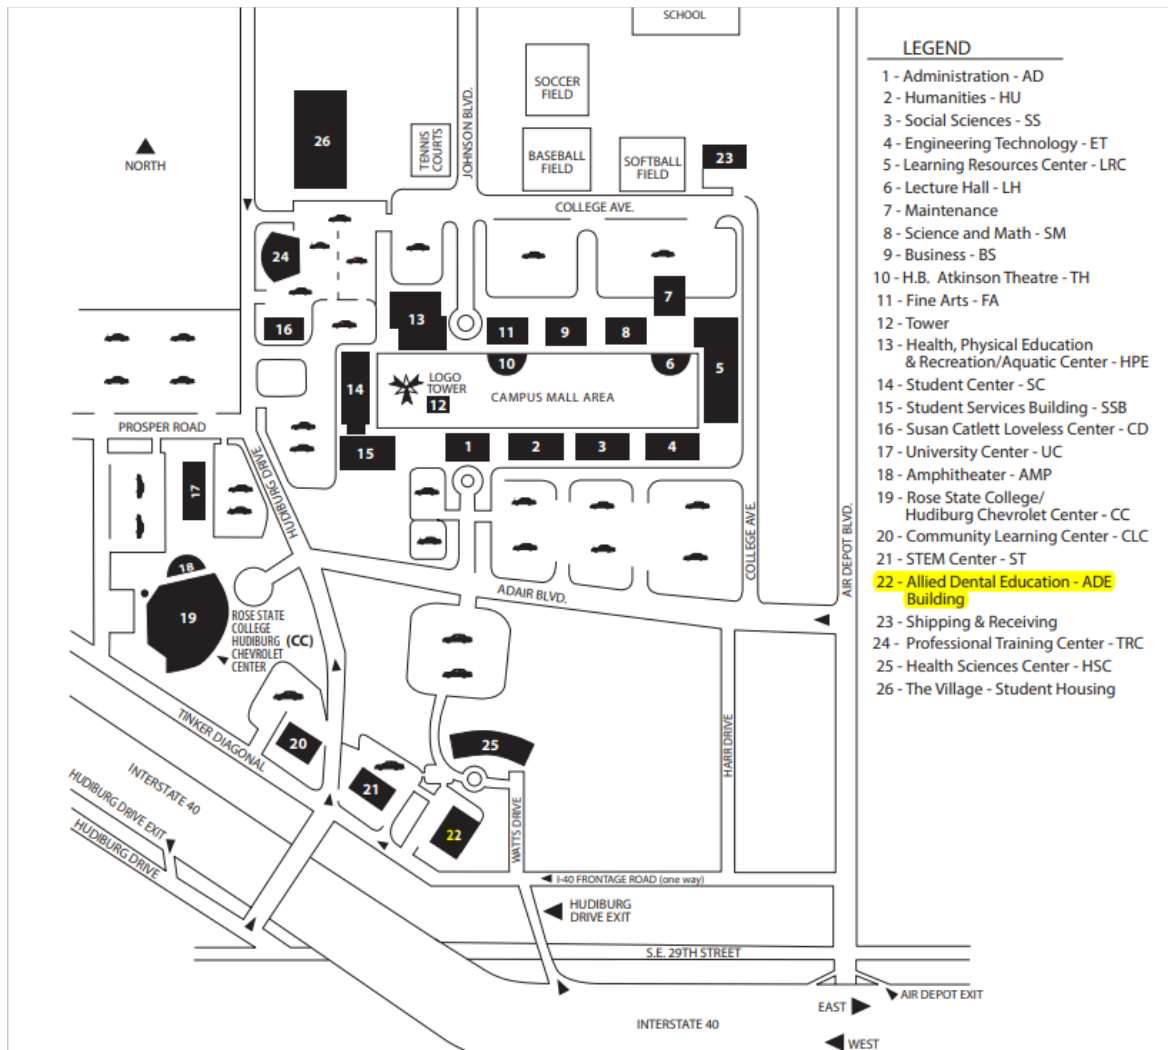 SCHOOL
SOCCER
FIELD
JOHNSON BLVD.
26
TENNIS
COURTS
BASEBALL
FIELD
SOFTBALL
FIELD
23
NORTH
COLLEGE AVE.
24
7
16
13
11
9
8
5
10
6
14
LOGO
TOWER
12
CAMPUS MALL AREA
PROSPER ROAD
15
1
2
3
4
HUDIBURG DRIVE
17
COLLEGE AVE.
AIR DEPOT BLVD.
18
ADAIR BLVD.
19
ROSE STATE
COLLEGE
HUDIBURG (CC)
CHEVROLET
CENTER
TINKER DIAGONAL
20
25
HARR DRIVE
21
22
WATTS DRIVE
INTERSTATE 40
HUDIBURG DRIVE EXIT
HUDIBURG DRIVE
I-40 FRONTAGE ROAD (one way)
HUDIBURG
DRIVE EXIT
S.E. 29TH STREET
AIR DEPOT EXIT
EAST
INTERSTATE 40
WEST
LEGEND
1 - Administration - AD
2 - Humanities - HU
3 - Social Sciences - SS
4 - Engineering Technology - ET
5 - Learning Resources Center - LRC
6 - Lecture Hall - LH
7 - Maintenance
8 - Science and Math - SM
9 - Business - BS
10 - H.B. Atkinson Theatre - TH
11 - Fine Arts - FA
12 - Tower
13 - Health, Physical Education
& Recreation/Aquatic Center - HPE
14 - Student Center - SC
15 - Student Services Building - SSB
16 - Susan Catlett Loveless Center - CD
17 - University Center - UC
18 - Amphitheater - AMP
19 - Rose State College/
Hudiburg Chevrolet Center - CC
20 - Community Learning Center - CLC
21 - STEM Center - ST
22 - Allied Dental Education - ADE
Building
23 - Shipping & Receiving
24 - Professional Training Center - TRC
25 - Health Sciences Center - HSC
26 - The Village - Student Housing